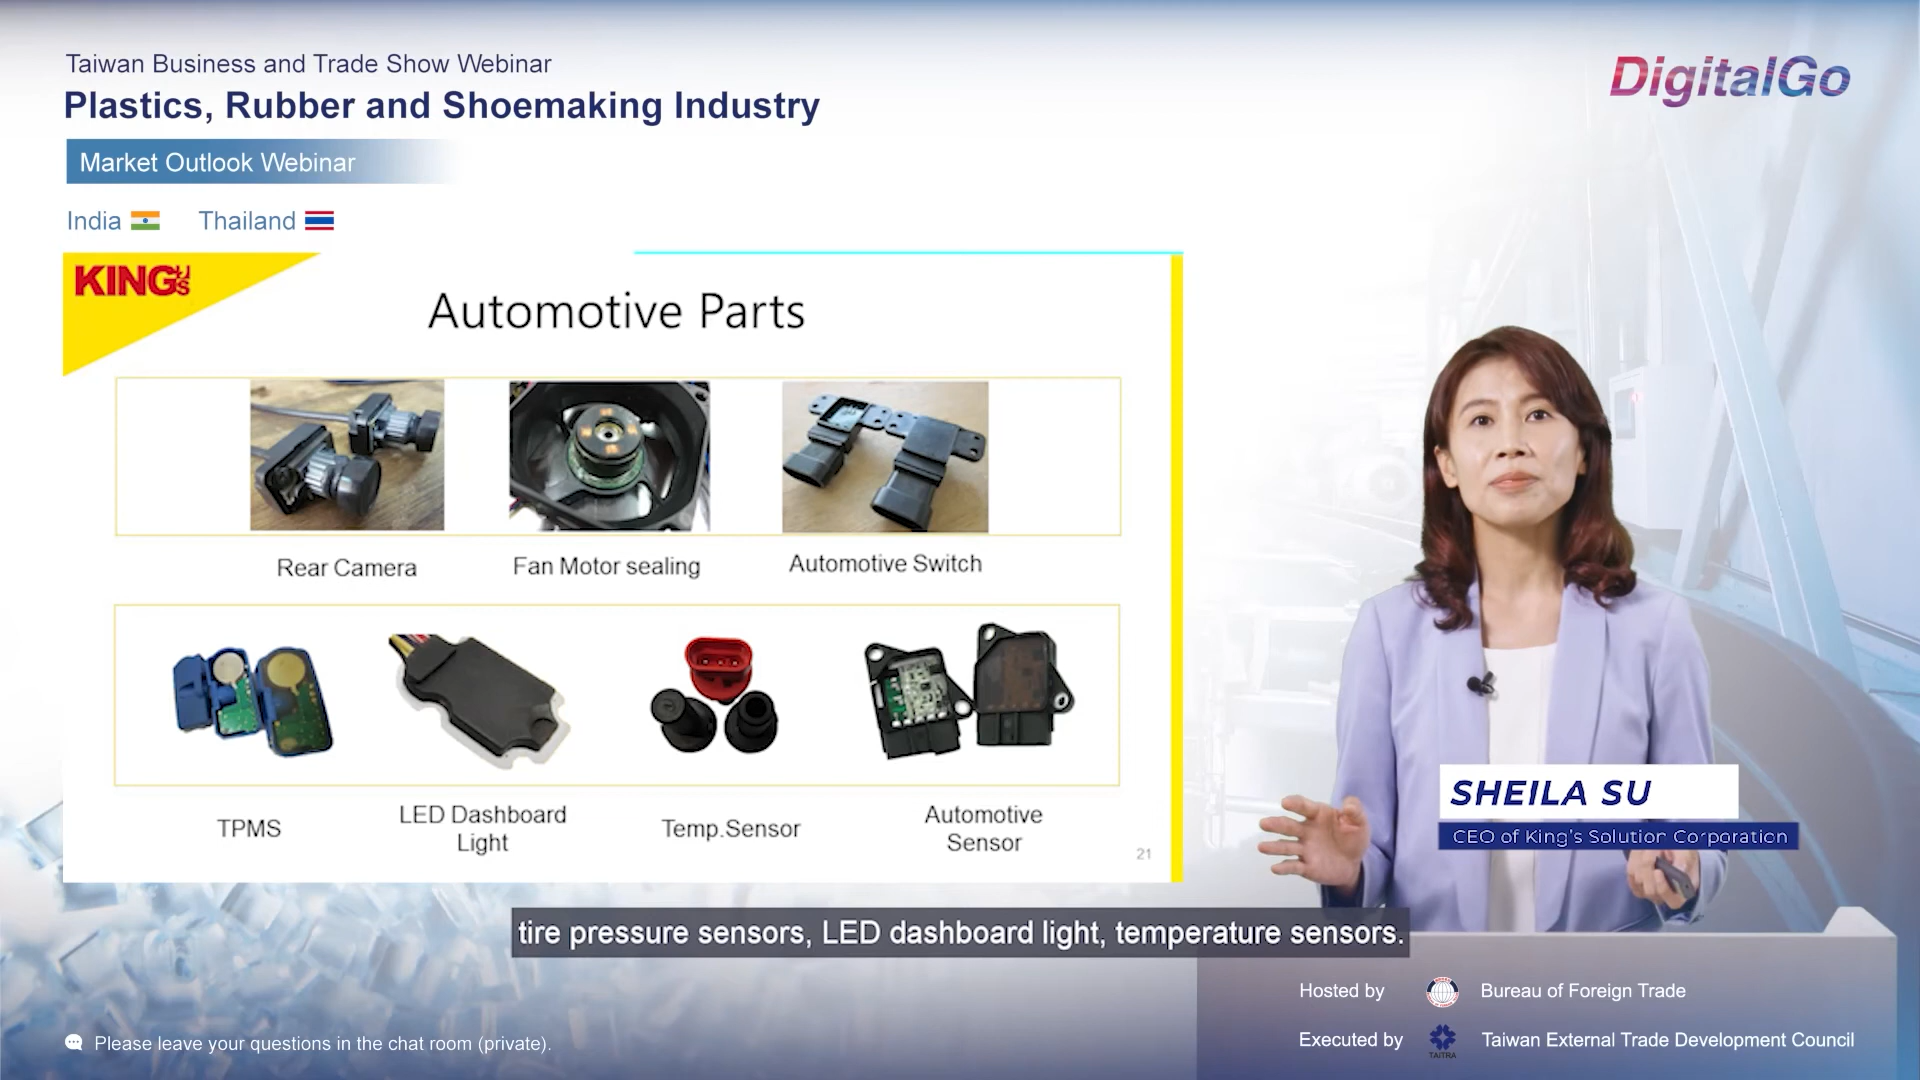 Taiwan Business and Trade Show Webinar
Plastics, Rubber and Shoemaking Industry
DigitalGo
Market Outlook Webinar
India Thailand
KING'S
Automotive Parts
Rear Camera Fan Motor sealing Automotive Switch
TPMS LED Dashboard Light Temp.Sensor Automotive Sensor
21
SHEILA SU
CEO of King's Solution Corporation
tire pressure sensors, LED dashboard light, temperature sensors.
Hosted by Bureau of Foreign Trade
Executed by TAITRA Taiwan External Trade Development Council
Please leave your questions in the chat room (private).